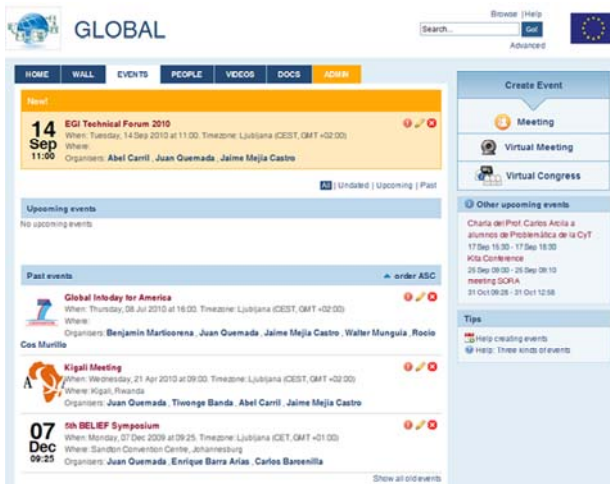 GLOBAL
Browse | Help
Search... Go!
Advanced
HOME WALL EVENTS PEOPLE VIDEOS DOCS ADMIN
New!
14 Sep 11:00
EGI Technical Forum 2010
When: Tuesday, 14 Sep 2010 at 11:00. Timezone: Ljubljana (CEST, GMT +02:00)
Where:
Organisers: Abel Carril , Juan Quemada , Jaime Mejia Castro
All | Undated | Upcoming | Past
Upcoming events
No upcoming events
Past events order ASC
Global Infoday for America
When: Thursday, 08 Jul 2010 at 16:00. Timezone: Ljubljana (CEST, GMT +02:00)
Where:
Organisers: Benjamin Marticorena , Juan Quemada , Jaime Mejia Castro , Walter Munguia , Rocio
Cos Murillo
Kigali Meeting
When: Wednesday, 21 Apr 2010 at 09:00. Timezone: Ljubljana (CEST, GMT +02:00)
Where: Kigali, Rwanda
Organisers: Juan Quemada , Tiwonge Banda , Abel Carril , Jaime Mejia Castro
07 Dec 09:25
5th BELIEF Symposium
When: Monday, 07 Dec 2009 at 09:25. Timezone: Ljubljana (CET, GMT +01:00)
Where: Sandton Convention Centre, Johannesburg
Organisers: Juan Quemada , Enrique Barra Arias , Carlos Barcenilla
Show all old events
Create Event
Meeting
Virtual Meeting
Virtual Congress
Other upcoming events
Charla del Prof. Carlos
alumnos de Problemática de la CyT
17 Sep 15:30 - 17 Sep 18:30
Kita Conference
25 Sep 09:00 - 25 Sep 09:10
meeting SORA
31 Oct 09:28 - 31 Oct 12:58
Tips
Help creating events
Help: Three kinds of events